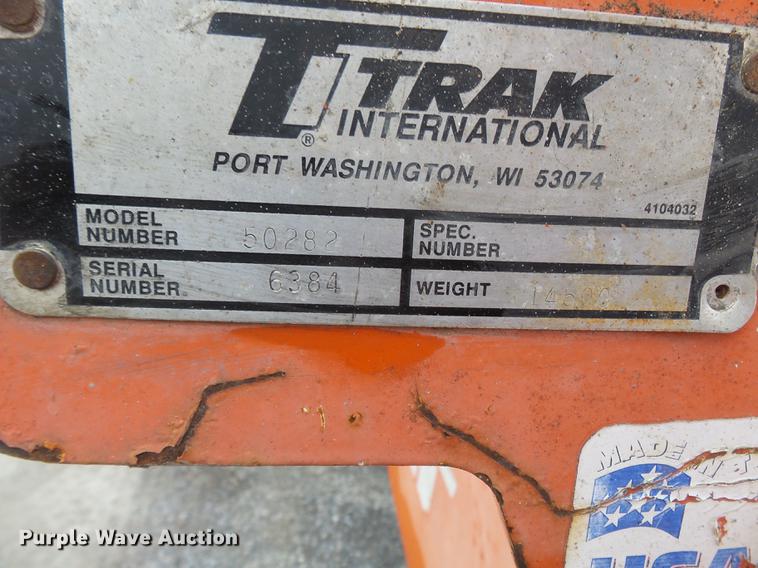 TRAK
INTERNATIONAL
®
PORT WASHINGTON, WI 53074
4104032
MODEL NUMBER 50282
SPEC. NUMBER
SERIAL NUMBER. 6384
WEIGHT
MADE IN
USA
Purple Wave Auction